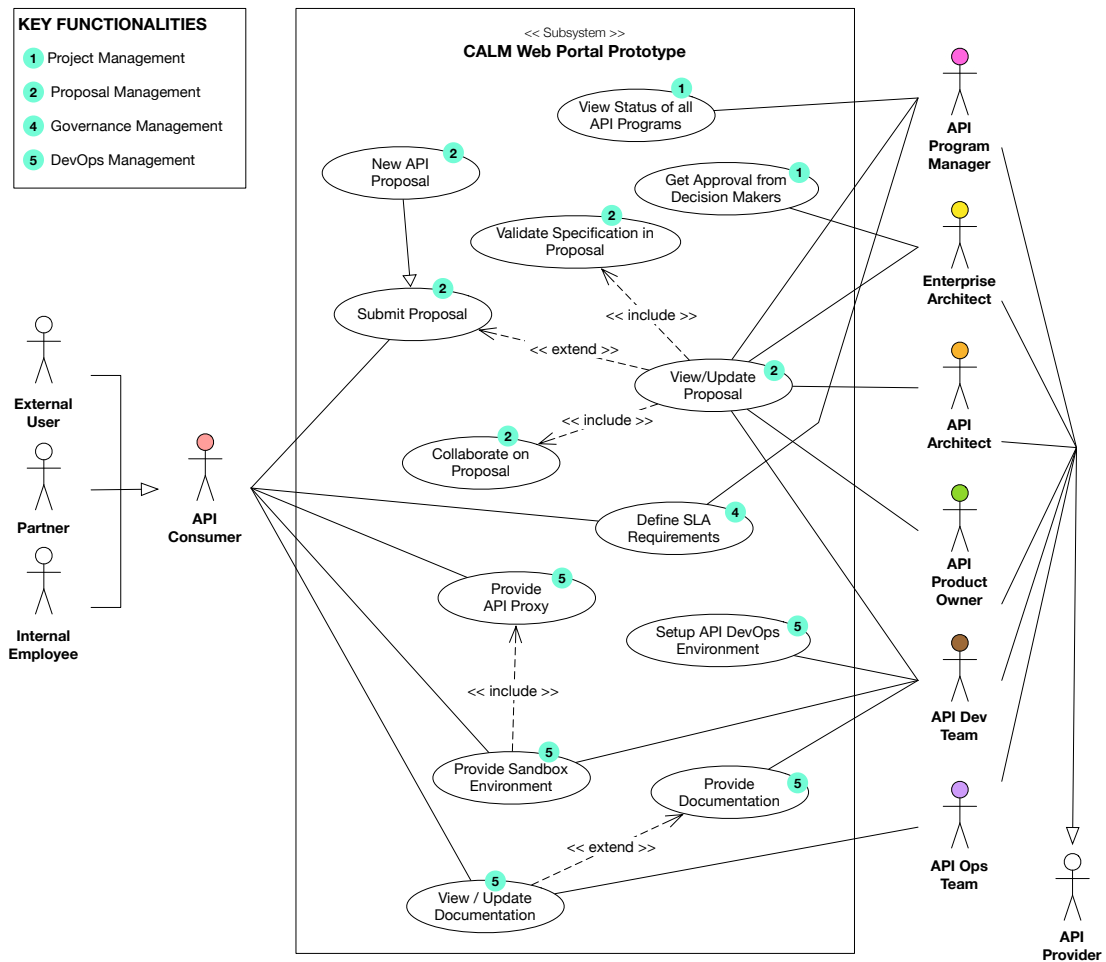 KEY FUNCTIONALITIES
1 Project Management
2 Proposal Management
4 Governance Management
5 DevOps Management
<< Subsystem >>
CALM Web Portal Prototype
1
View Status of all
API Programs
2
New API
Proposal
1
Get Approval from
Decision Makers
2
Validate Specification in
Proposal
2
Submit Proposal
<< include >>
<< extend >>
2
View/Update
Proposal
<< include >>
2
Collaborate on
Proposal
4
Define SLA
Requirements
5
Provide
API Proxy
5
Setup API DevOps
Environment
<< include >>
5
Provide Sandbox
Environment
5
Provide
Documentation
<< extend >>
5
View / Update
Documentation
External
User
Partner
Internal
Employee
API
Consumer
API
Program
Manager
Enterprise
Architect
API
Architect
API
Product
Owner
API Dev
Team
API Ops
Team
API
Provider